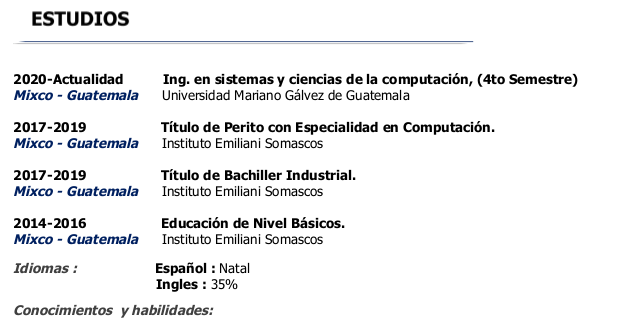 ESTUDIOS
2020-Actualidad Ing. en sistemas y ciencias de la computación, (4to Semestre)
Mixco - Guatemala Universidad Mariano Gálvez de Guatemala
2017-2019 Título de Perito con Especialidad en Computación.
Mixco - Guatemala Instituto Emiliani Somascos
2017-2019 Título de Bachiller Industrial.
Mixco - Guatemala Instituto Emiliani Somascos
2014-2016 Educación de Nivel Básicos.
Mixco - Guatemala Instituto Emiliani Somascos
Idiomas : Español : Natal
Ingles : 35%
Conocimientos y habilidades: